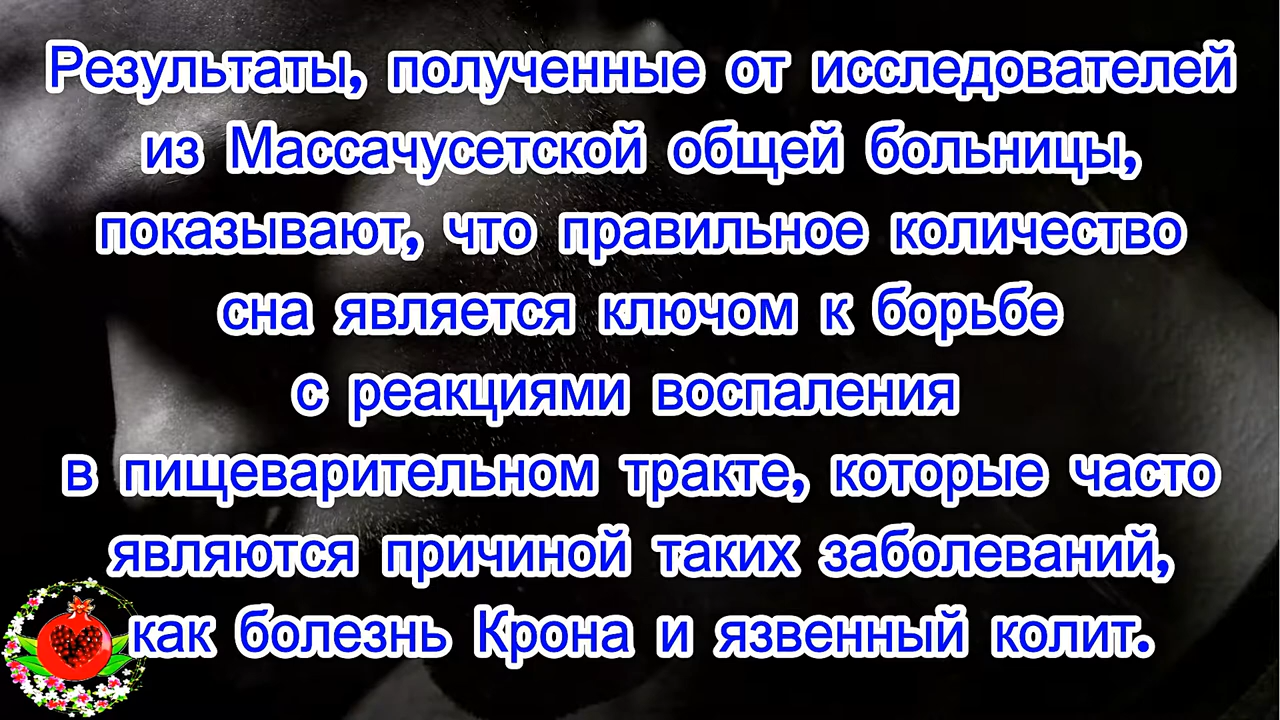 Результаты, полученные от исследователей
из Массачусетской общей больницы,
показывают, что правильное количество
сна является ключом к борьбе
с реакциями воспаления
в пищеварительном тракте, которые часто
являются причиной таких заболеваний,
как болезнь Крона и язвенный колит.